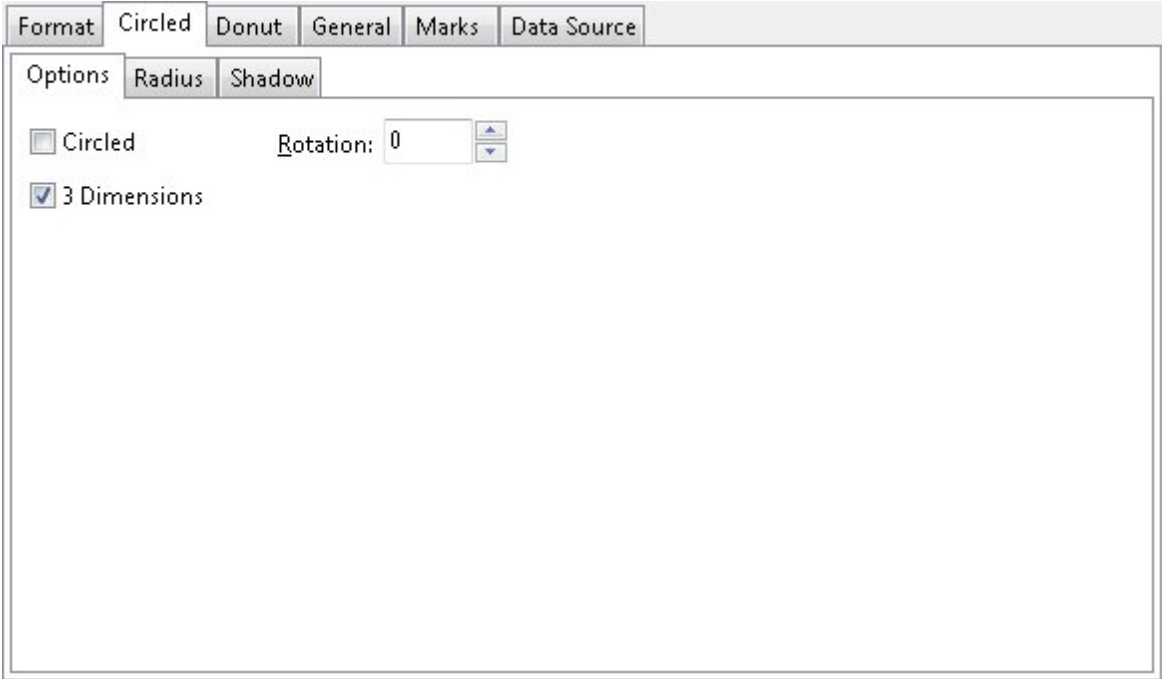 Format Circled Donut General Marks Data Source
Options Radius Shadow
Circled Rotation: 0
3 Dimensions